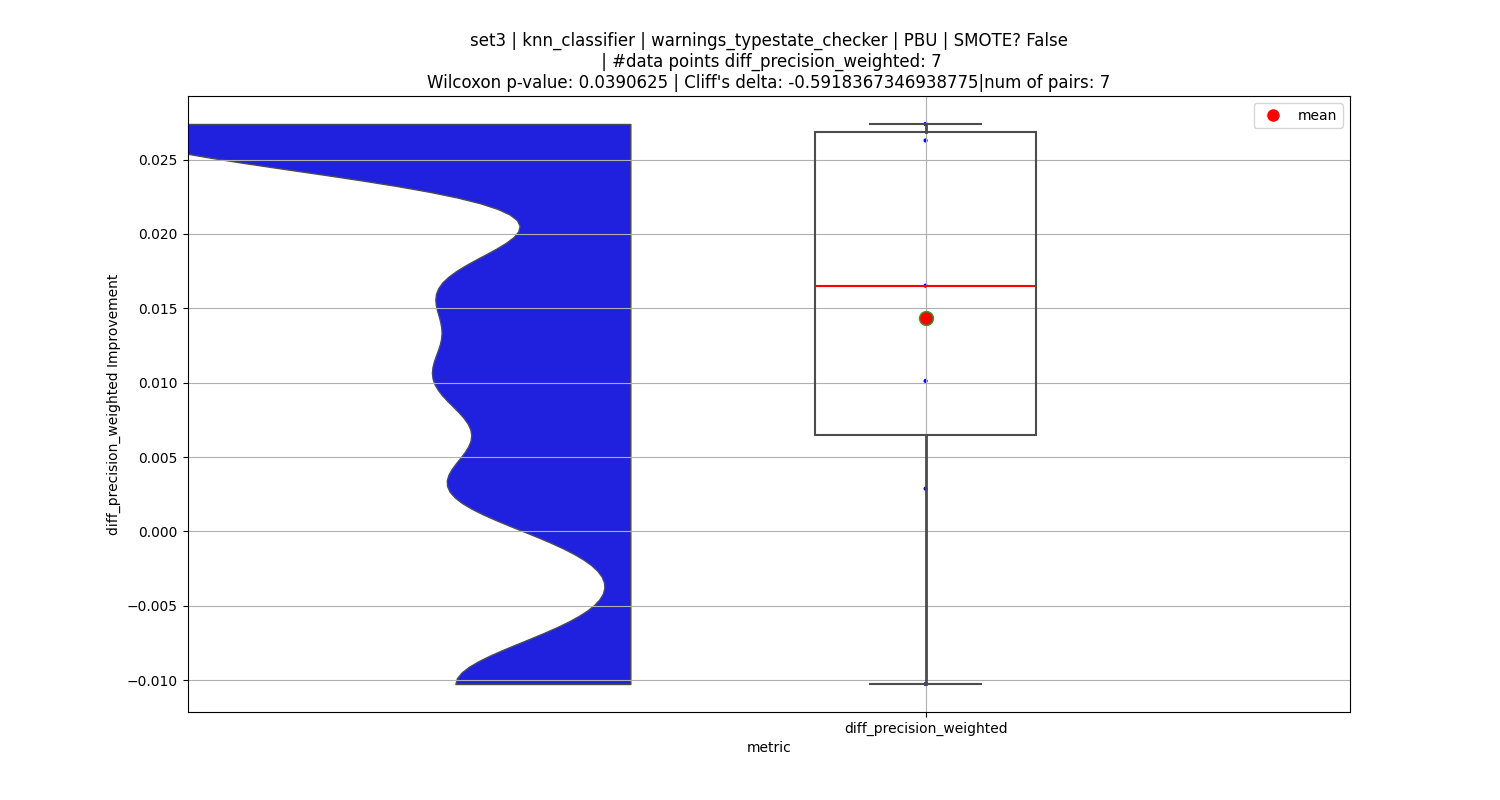 set3 | knn_classifier | warnings_typestate_checker | PBU | SMOTE? False
| #data points diff_precision_weighted: 7
Wilcoxon p-value: 0.0390625 | Cliff's delta: -0.5918367346938775|num of pairs: 7
mean
0.025
0.020
0.015
0.010
0.005
0.000
−0.005
−0.010
diff_precision_weighted Improvement
diff_precision_weighted
metric